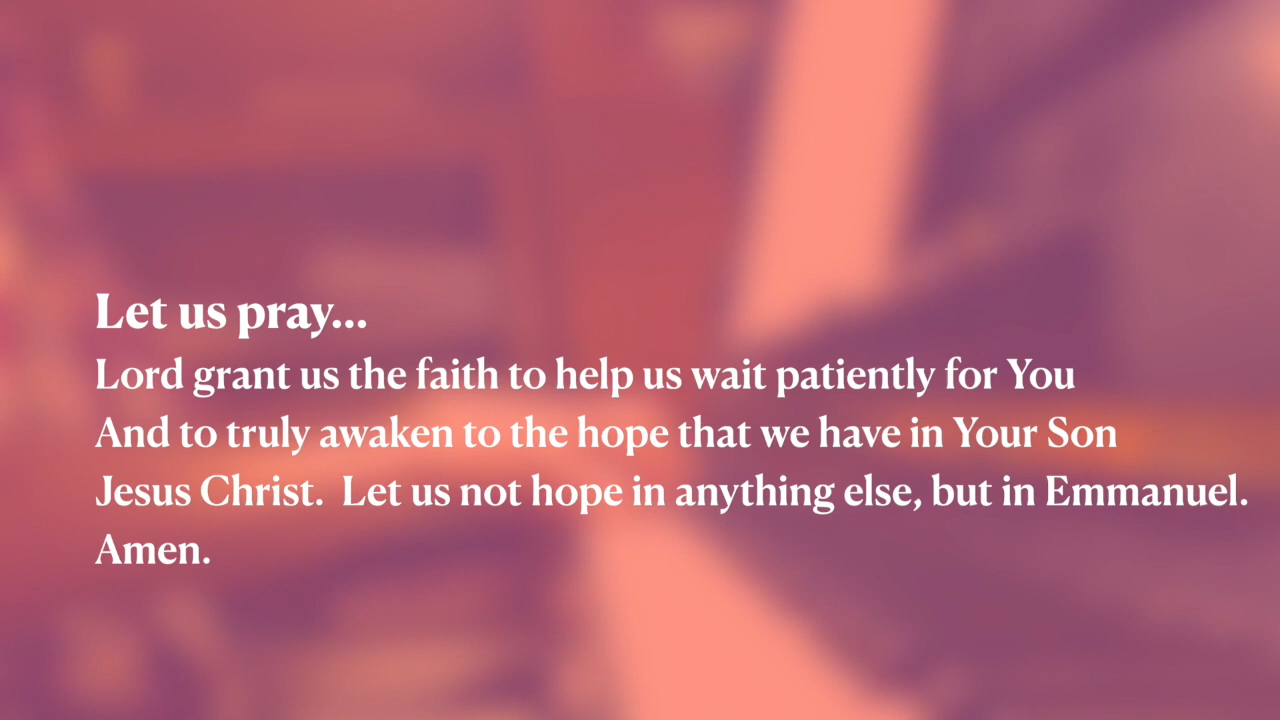 Let us pray...
Lord grant us the faith to help us wait patiently for You
And to truly awaken to the hope that we have in Your Son
Jesus Christ.  Let us not hope in anything else, but in Emmanuel.
Amen.